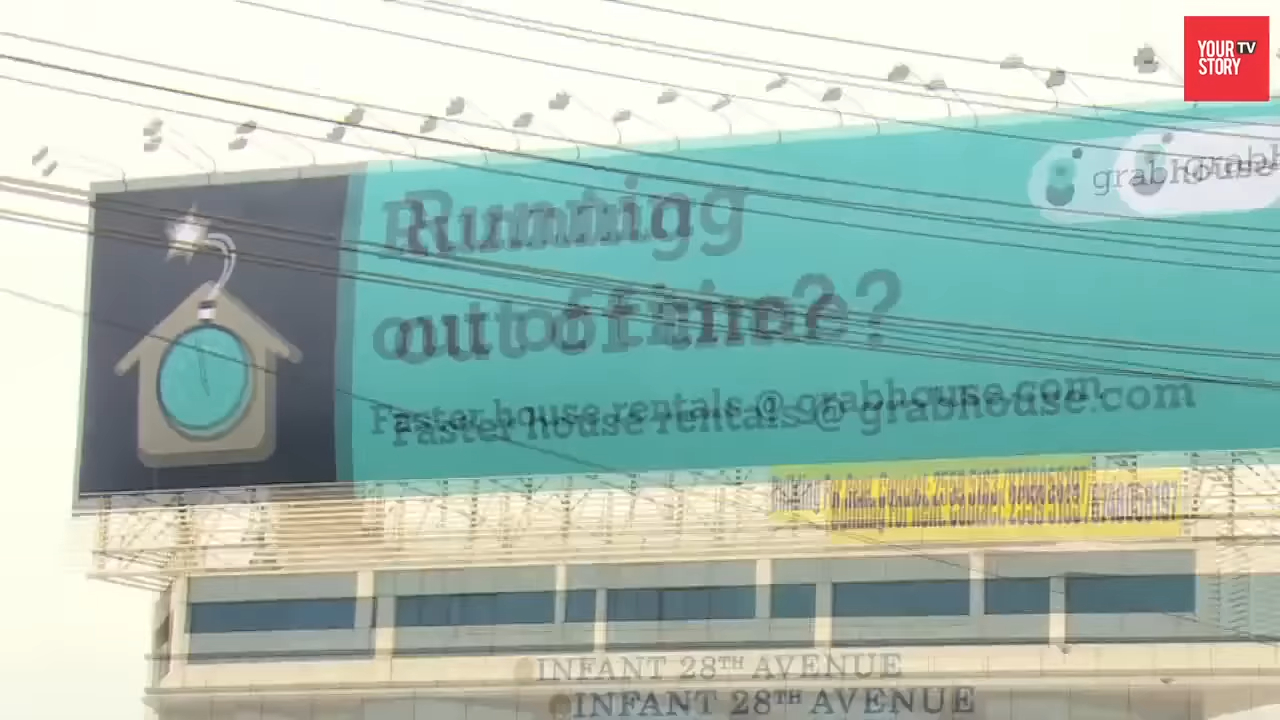 YOUR TV
STORY
grabhouse
Running
out of time?
Faster house rentals @ grabhouse.com
INFANT 28TH AVENUE